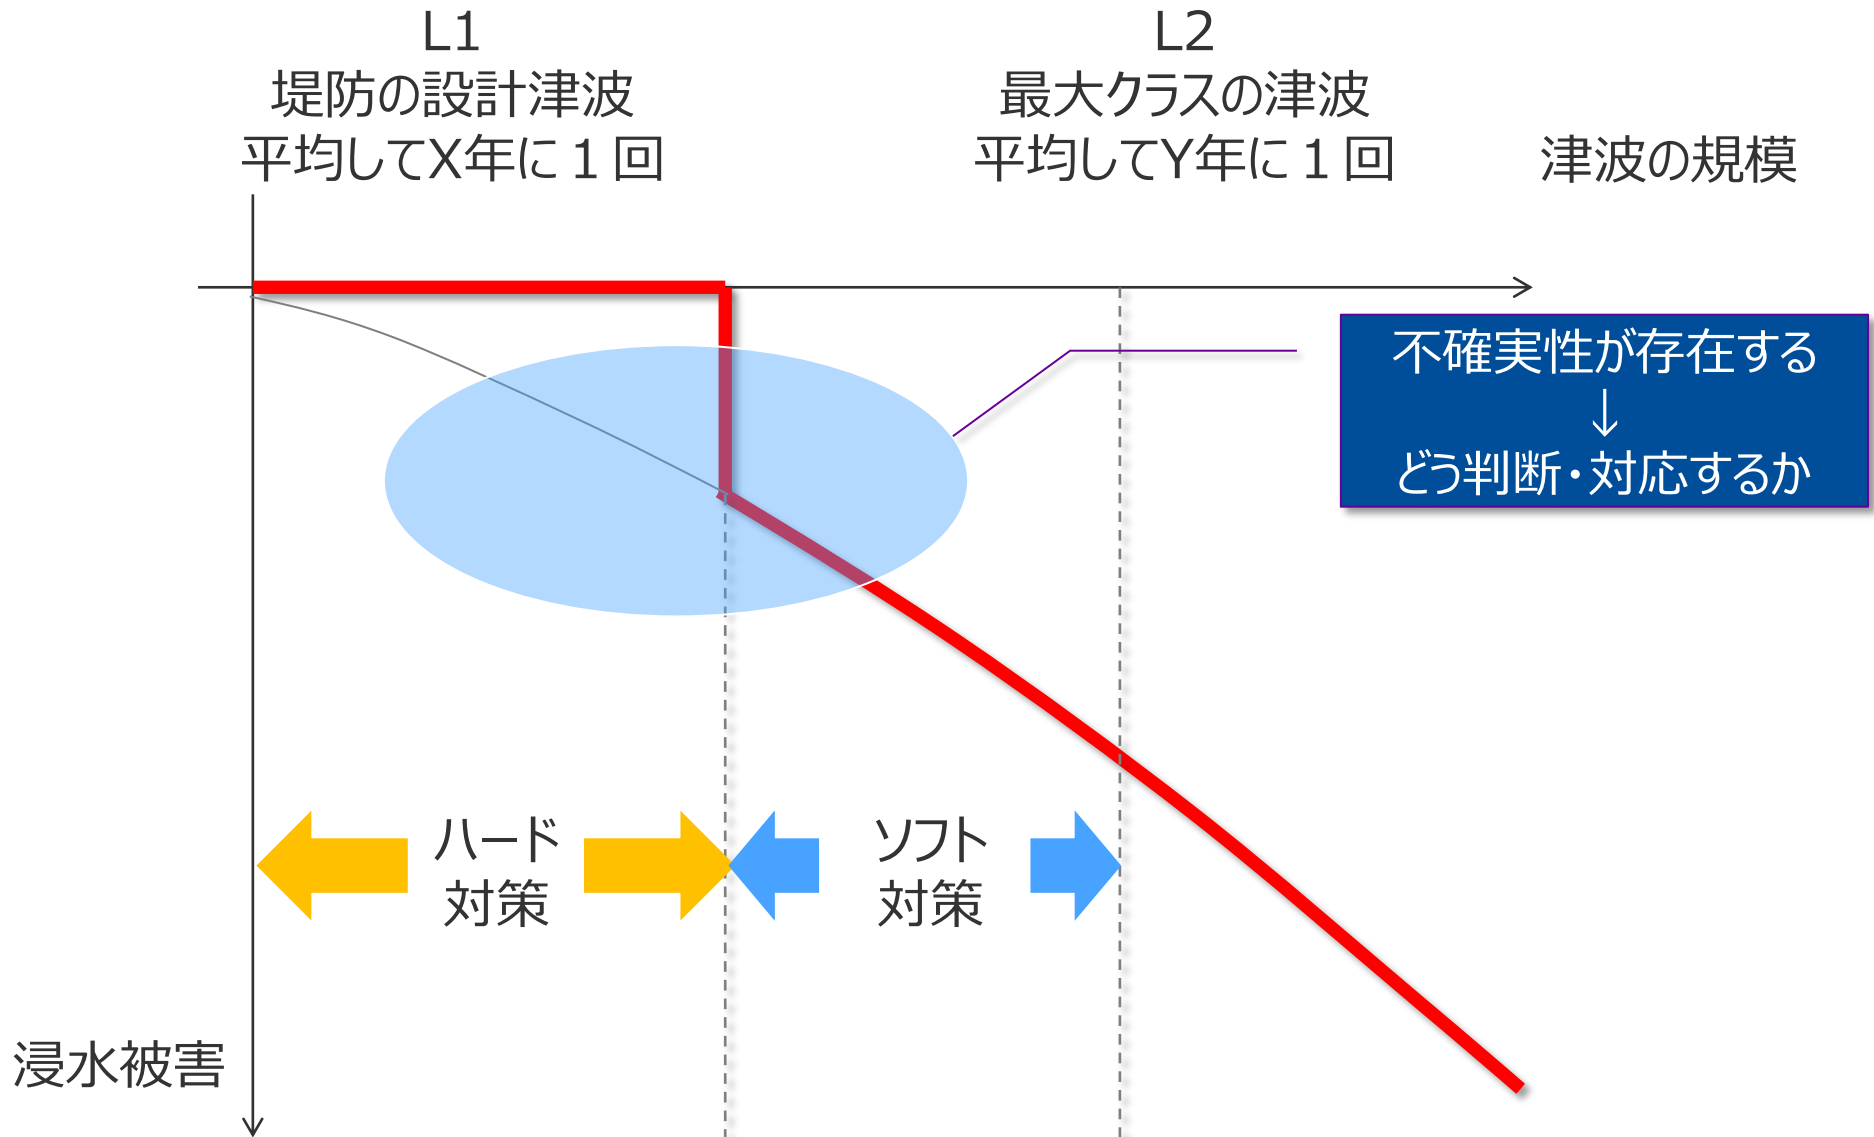 L1
堤防の設計津波
平均してX年に１回
L2
最大クラスの津波
平均してY年に１回
津波の規模
不確実性が存在する
↓
どう判断・対応するか
ハード
対策
ソフト
対策
浸水被害